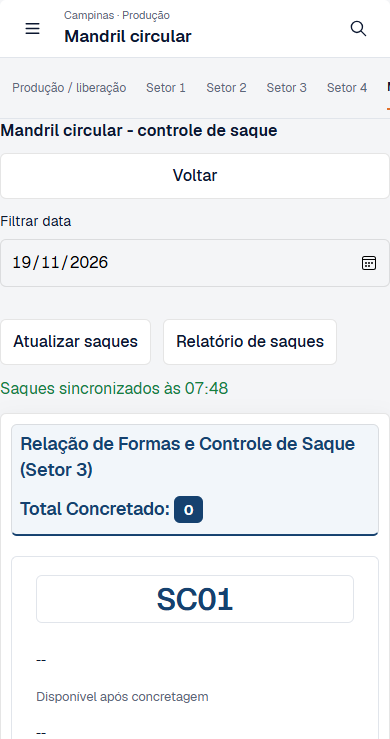 Campinas · Produção
Mandril circular
Produção / liberação Setor 1 Setor 2 Setor 3 Setor 4
Mandril circular - controle de saque
Voltar
Filtrar data
19/11/2026
Atualizar saques Relatório de saques
Saques sincronizados às 07:48
Relação de Formas e Controle de Saque
(Setor 3)
Total Concretado: 0
SC01
--
Disponível após concretagem
--